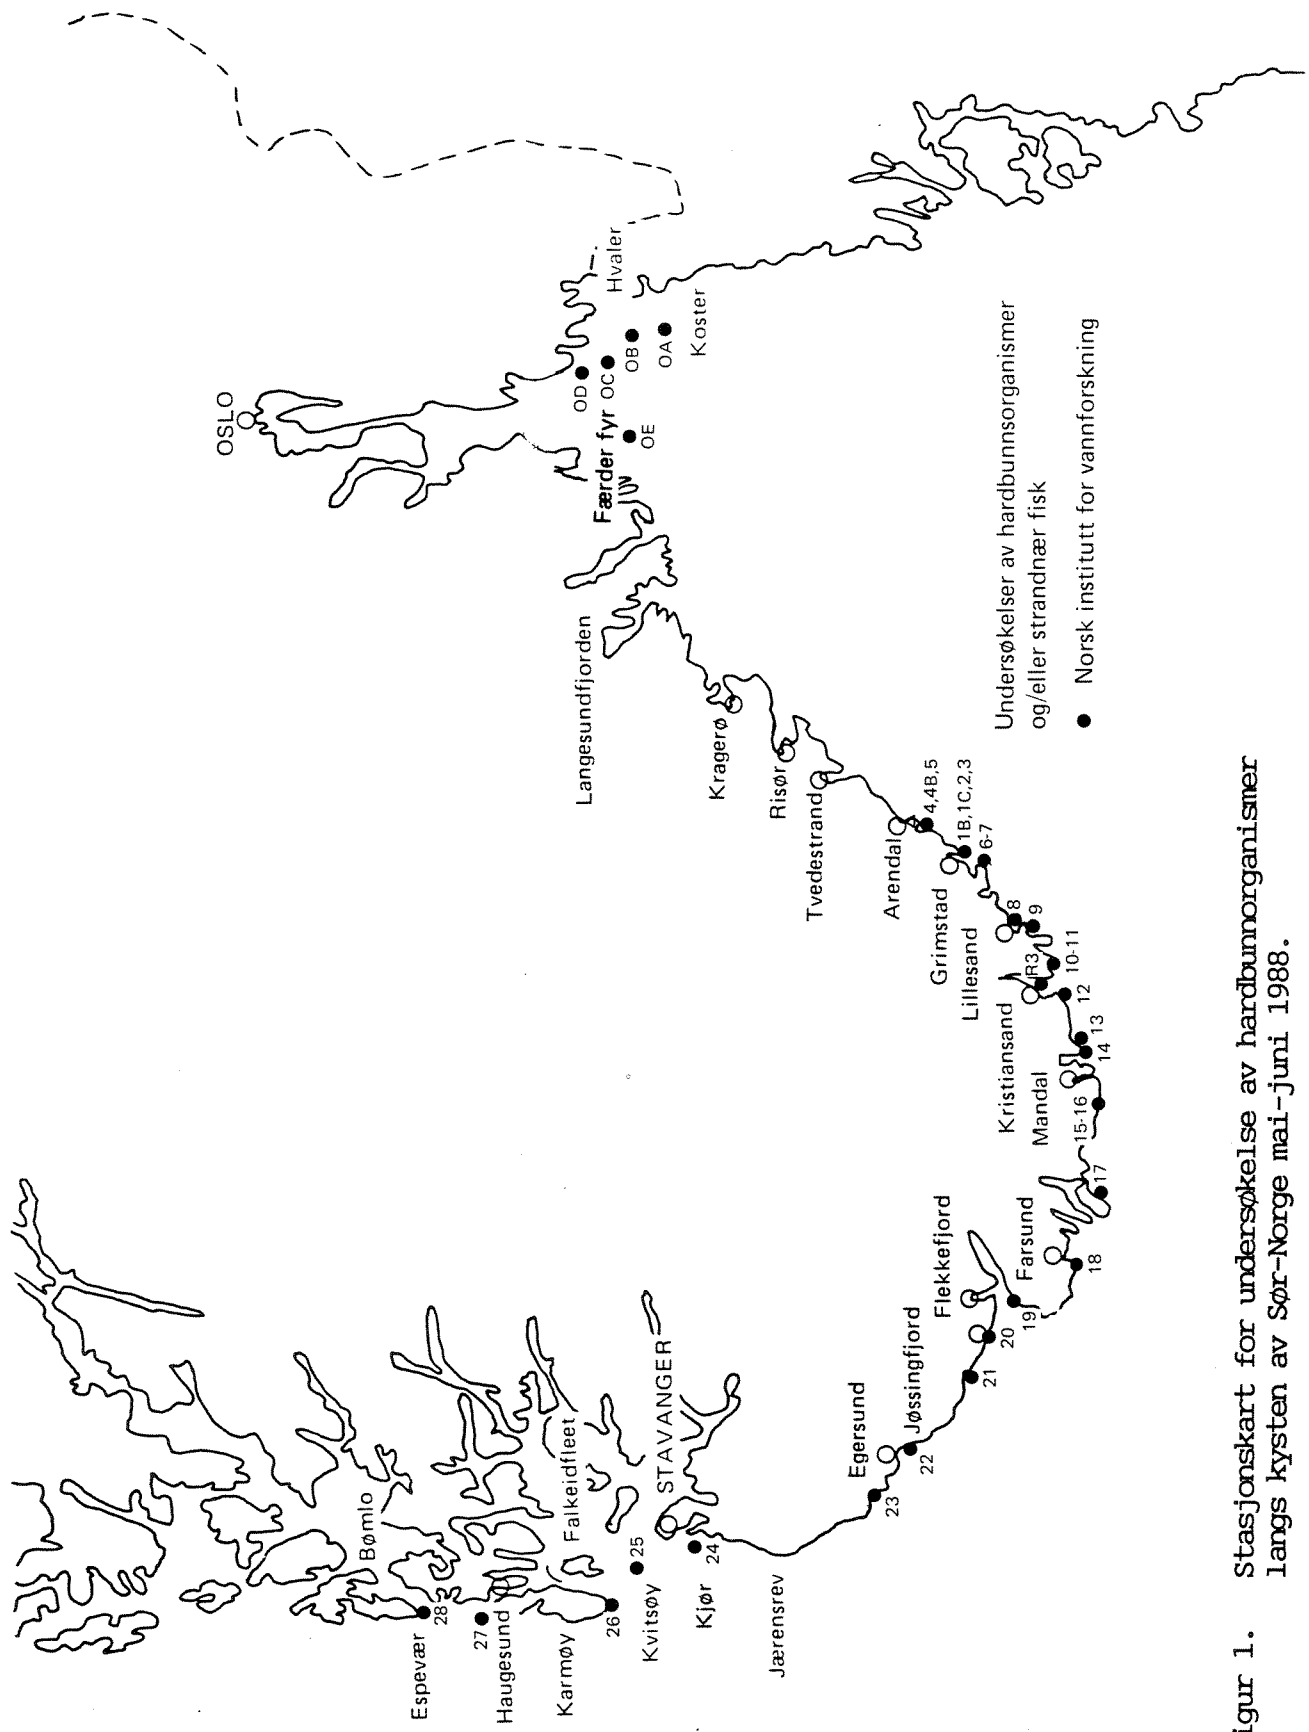 OSLO
Hvaler
OD
OC
OB
OA
Koster
Færder fyr
OE
Langesundfjorden
Kragerø
Risør
Tvedestrand
Arendal
4,4B,5
1B,1C,2,3
6-7
Grimstad
Lillesand
8
9
10-11
R3
12
Kristiansand
13
14
Mandal
15-16
17
Farsund
18
Flekkefjord
19
20
21
Jøssingfjord
22
Egersund
23
STAVANGER
Falkeidfleet
Bømlo
Espevær
28
27
Haugesund
Karmøy
26
25
Kvitsøy
24
Kjør
Jærensrev
Undersøkelser av hardbunnsorganismer
og/eller strandnær fisk
● Norsk institutt for vannforskning
igur 1. Stasjonskart for undersøkelse av hardbunnorganismer
langs kysten av Sør-Norge mai-juni 1988.